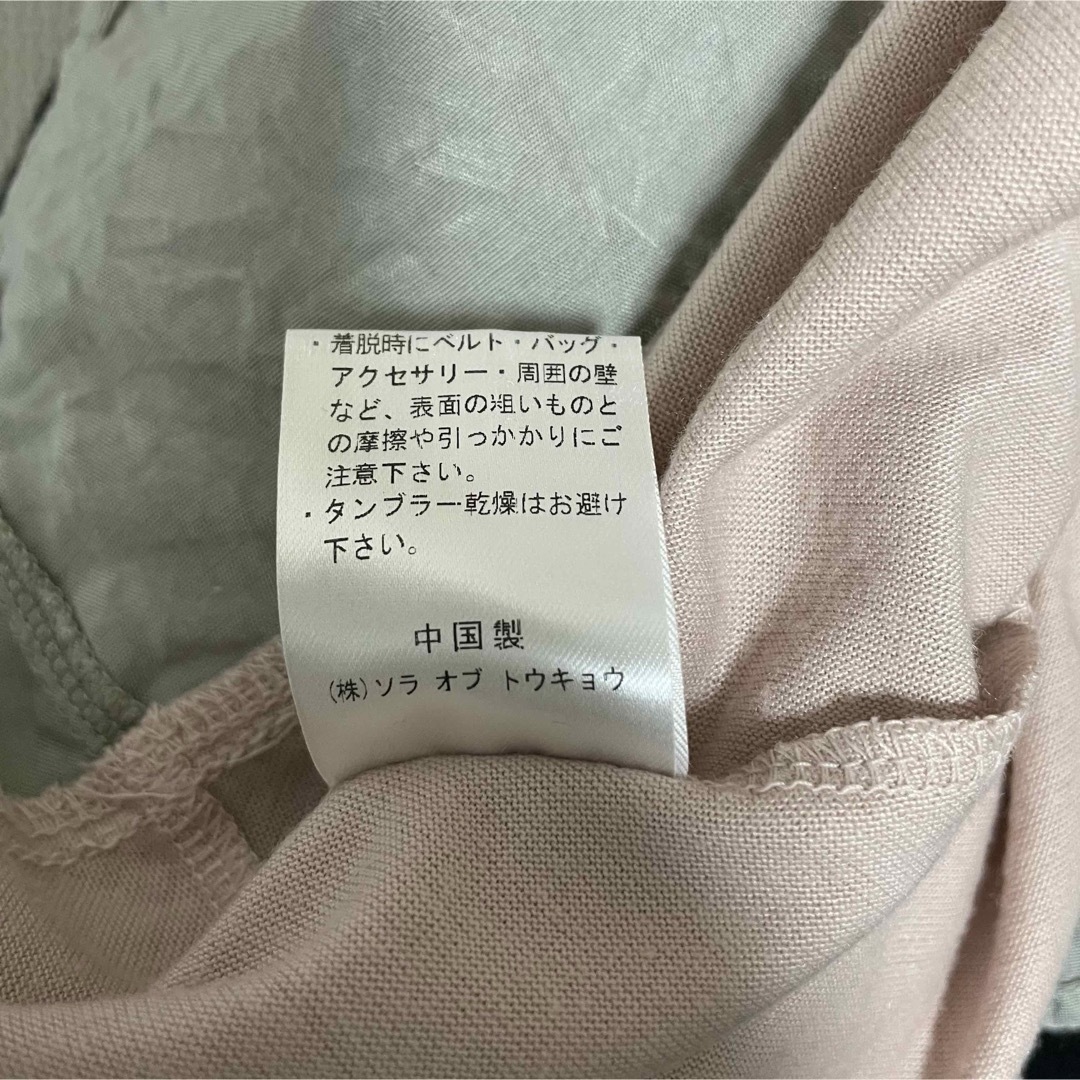 ・着脱時にベルト・バッグ・
アクセサリー・周囲の壁
など、表面の粗いものと
の摩擦や引っかかりにご
注意下さい。
・タンブラー乾燥はお避け
下さい。
中国製
(株)ソラ オブ トウキョウ